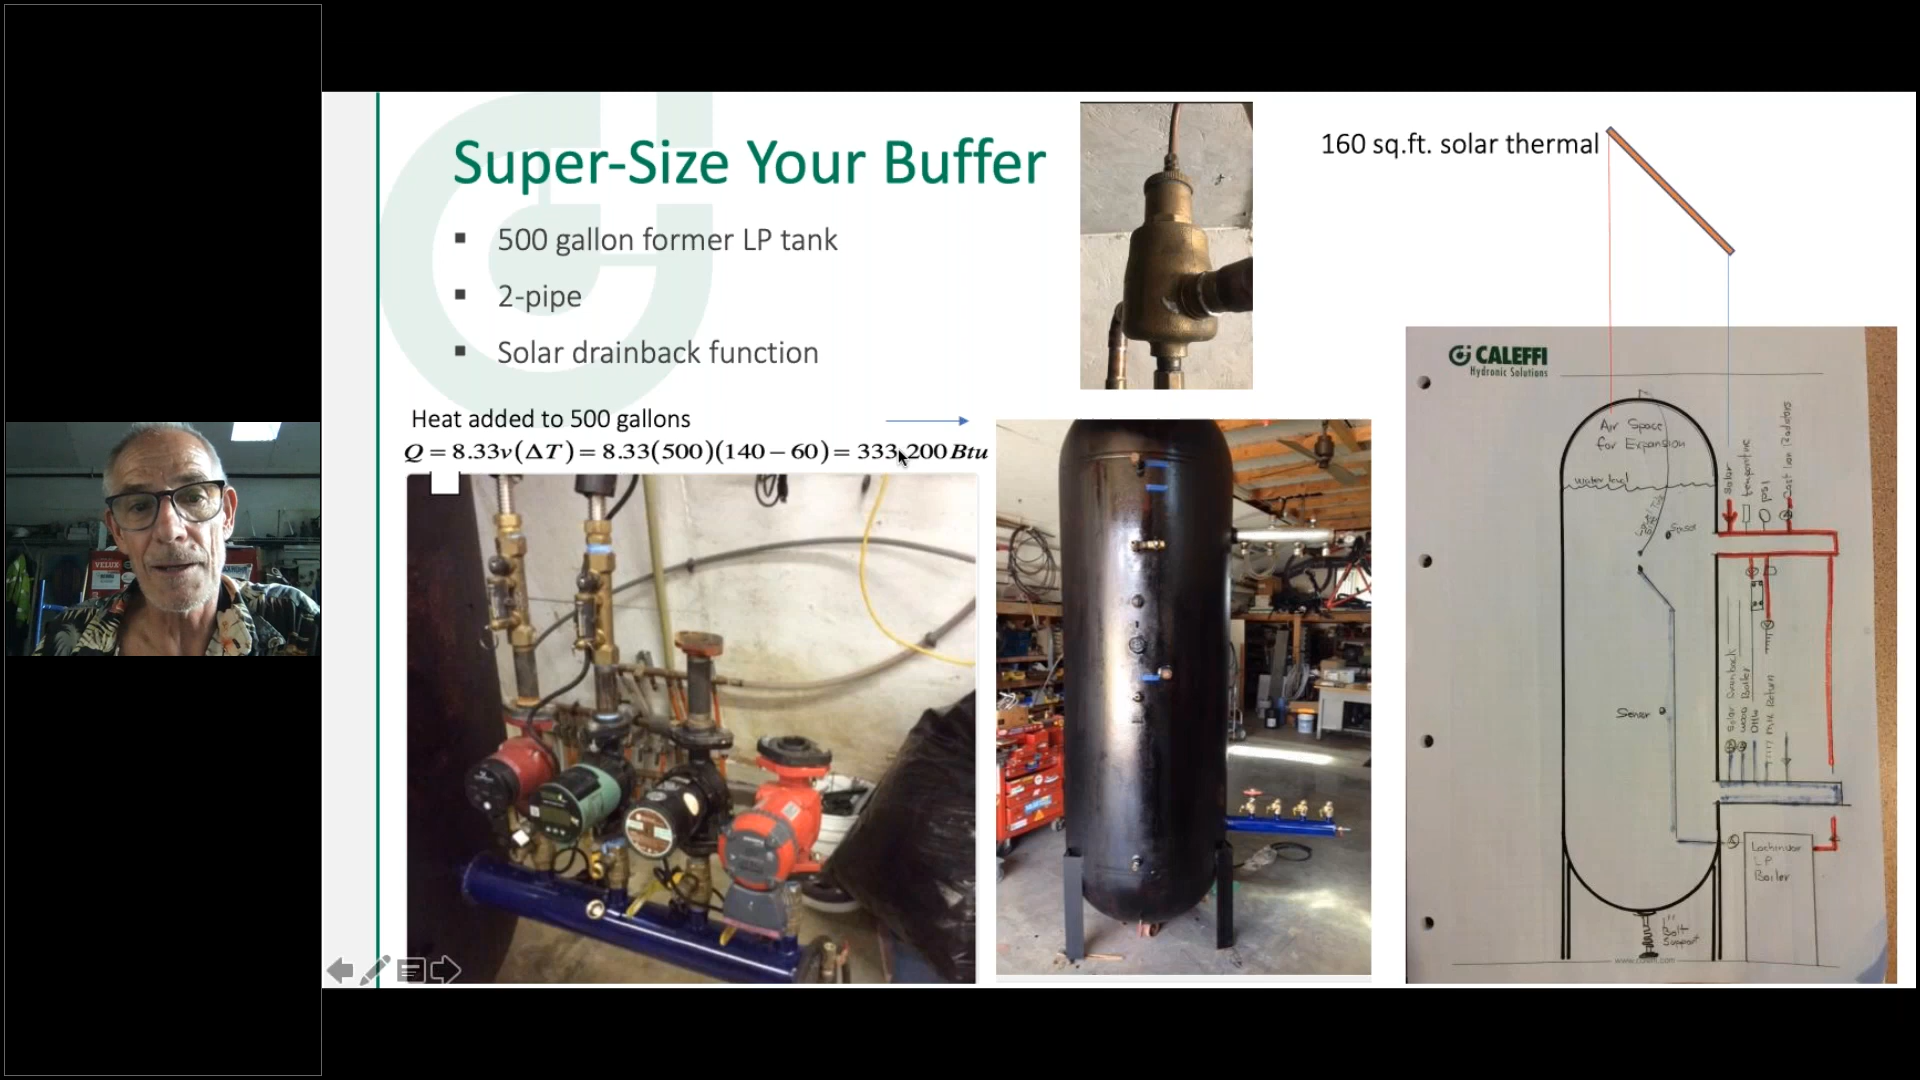 Super-Size Your Buffer
500 gallon former LP tank
2-pipe
Solar drainback function
Heat added to 500 gallons
Q = 8.33v(ΔT) = 8.33(500)(140 − 60) = 333,200 Btu
160 sq.ft. solar thermal
CALEFFI
Hydronic Solutions
Air Space
for Expansion
water level
Solar
temperature
psi
Cast Iron Radiators
Sensor
Solar Drainback
Boiler
Return
Lochinvar
LP
Boiler
1"
Bolt
Support
VELUX